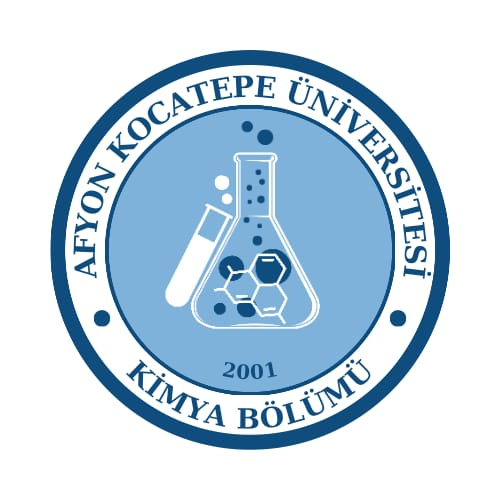 AFYON KOCATEPE ÜNİVERSİTESİ
2001
KİMYA BÖLÜMÜ